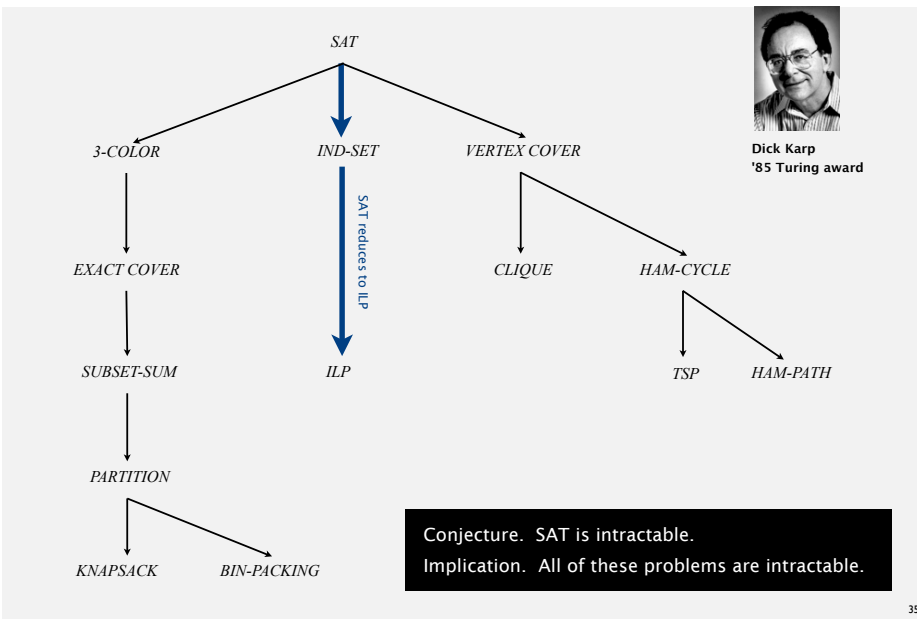 SAT
3-COLOR
IND-SET
VERTEX COVER
Dick Karp
'85 Turing award
SAT reduces to ILP
EXACT COVER
CLIQUE
HAM-CYCLE
SUBSET-SUM
ILP
TSP
HAM-PATH
PARTITION
KNAPSACK
BIN-PACKING
Conjecture. SAT is intractable.
Implication. All of these problems are intractable.
35